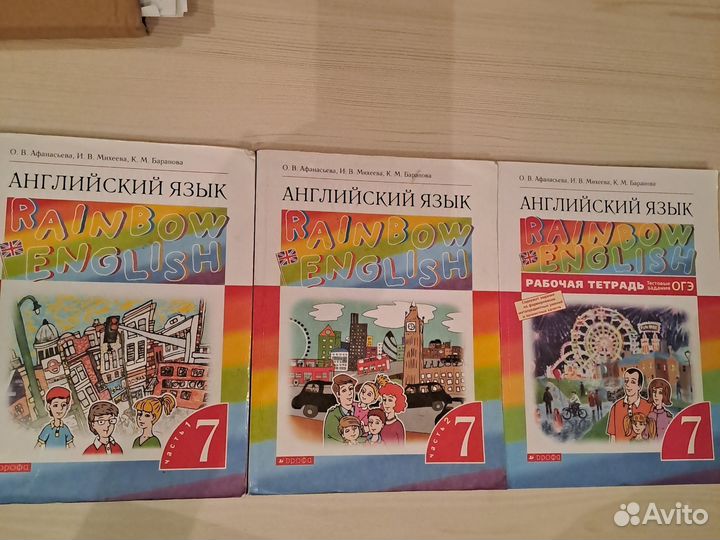 О. В. Афанасьева, И. В. Михеева, К. М. Баранова
АНГЛИЙСКИЙ ЯЗЫК
RAINBOW
ENGLISH
часть 1
7
дрофа
О. В. Афанасьева, И. В. Михеева, К. М. Баранова
АНГЛИЙСКИЙ ЯЗЫК
RAINBOW
ENGLISH
часть 2
7
дрофа
О. В. Афанасьева, И. В. Михеева, К. М. Баранова
АНГЛИЙСКИЙ ЯЗЫК
RAINBOW
ENGLISH
РАБОЧАЯ ТЕТРАДЬ Тестовые задания ОГЭ
7
дрофа
Avito